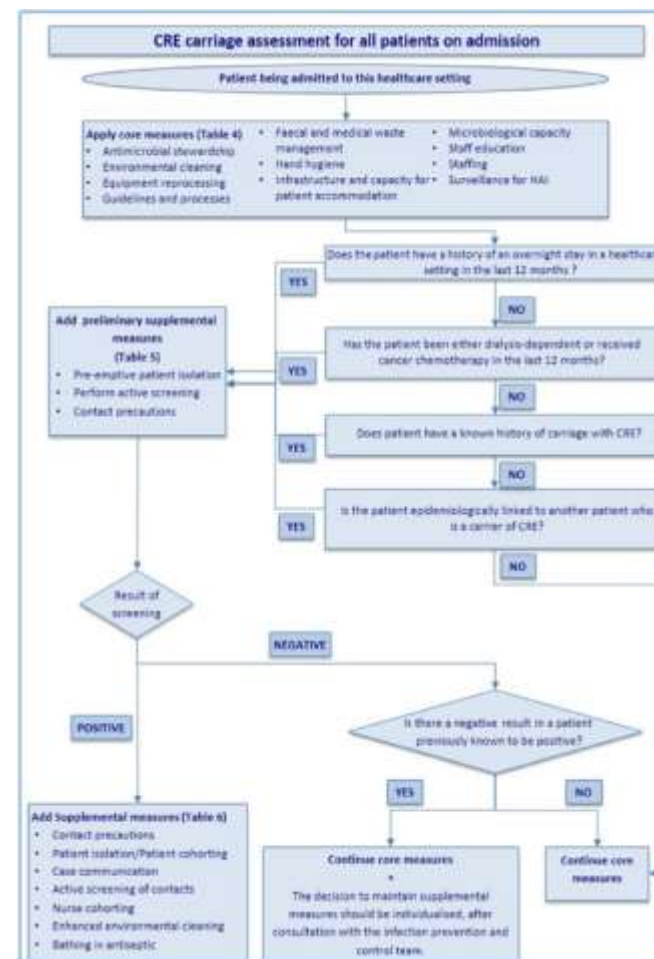 CRE carriage assessment for all patients on admission
Patient being admitted to this healthcare setting
Apply core measures (Table 4)
• Antimicrobial stewardship
• Environmental cleaning
• Equipment reprocessing
• Guidelines and processes
• Faecal and medical waste
management
• Hand hygiene
• Infrastructure and capacity for
patient accommodation
• Microbiological capacity
• Staff education
• Staffing
• Surveillance for HAI
Does the patient have a history of an overnight stay in a healthcar
setting in the last 12 months ?
YES
NO
Add preliminary supplemental
measures
(Table 5)
• Pre-emptive patient isolation
• Perform active screening
• Contact precautions
Has the patient been either dialysis-dependent or received
cancer chemotherapy in the last 12 months?
YES
NO
Does patient have a known history of carriage with CRE?
YES
NO
Is the patient epidemiologically linked to another patient who
is a carrier of CRE?
YES
NO
Result of
screening
NEGATIVE
POSITIVE
Is there a negative result in a patient
previously known to be positive?
YES
NO
Add Supplemental measures (Table 6)
• Contact precautions
• Patient isolation/Patient cohorting
• Case communication
• Active screening of contacts
• Nurse cohorting
• Enhanced environmental cleaning
• Bathing in antiseptic
Continue core measures
+
The decision to maintain supplemental
measures should be individualised, after
consultation with the infection prevention and
control team.
Continue core
measures